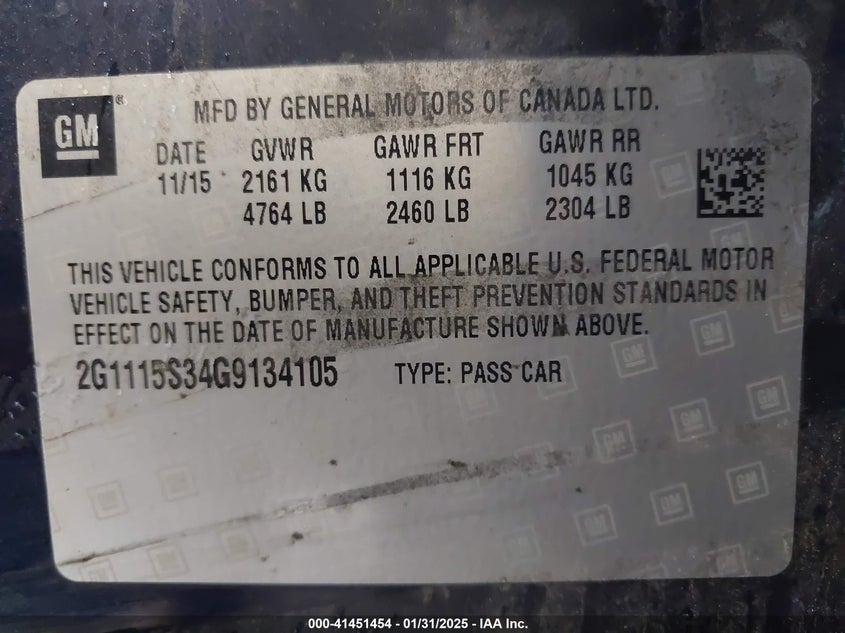 GM ® MFD BY GENERAL MOTORS OF CANADA LTD.
DATE GVWR GAWR FRT GAWR RR
11/15 2161 KG 1116 KG 1045 KG
4764 LB 2460 LB 2304 LB
THIS VEHICLE CONFORMS TO ALL APPLICABLE U.S. FEDERAL MOTOR
VEHICLE SAFETY, BUMPER, AND THEFT PREVENTION STANDARDS IN
EFFECT ON THE DATE OF MANUFACTURE SHOWN ABOVE.
2G1115S34G9134105 TYPE: PASS CAR
000-41451454 - 01/31/2025 - IAA Inc.